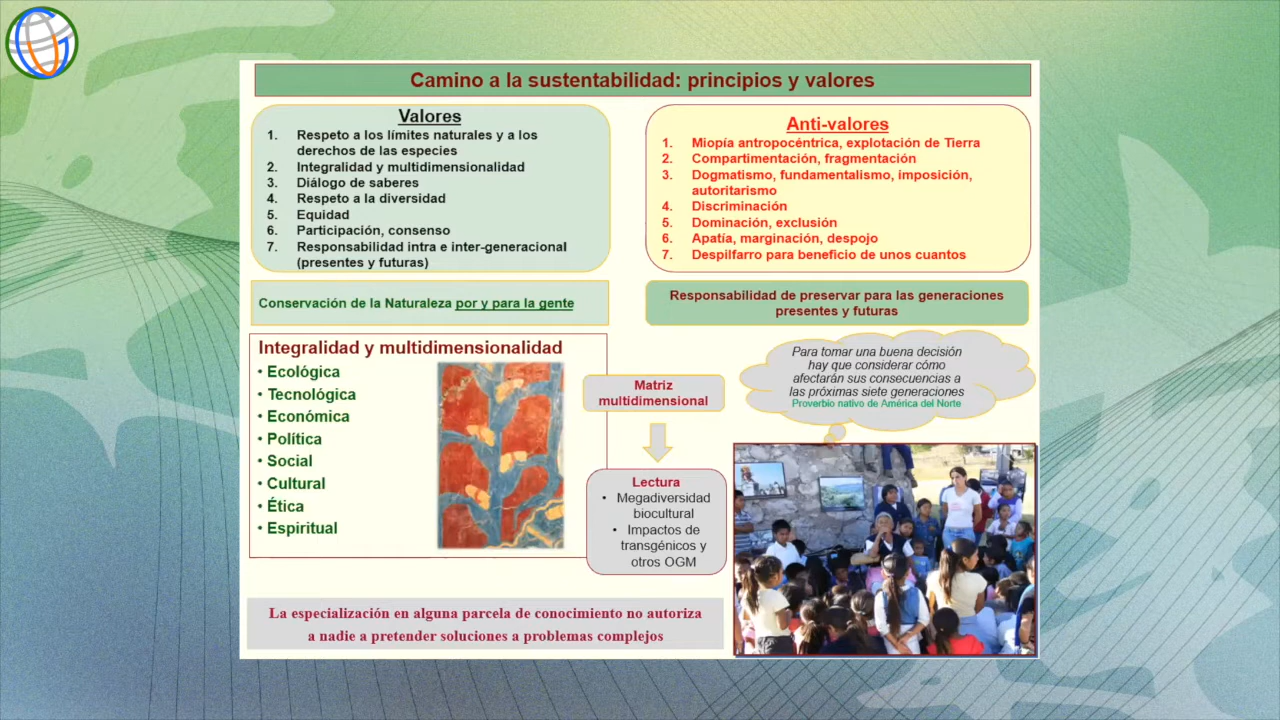 Camino a la sustentabilidad: principios y valores
Valores
1. Respeto a los límites naturales y a los
derechos de las especies
2. Integralidad y multidimensionalidad
3. Diálogo de saberes
4. Respeto a la diversidad
5. Equidad
6. Participación, consenso
7. Responsabilidad intra e inter-generacional
(presentes y futuras)
Anti-valores
1. Miopía antropocéntrica, explotación de Tierra
2. Compartimentación, fragmentación
3. Dogmatismo, fundamentalismo, imposición,
autoritarismo
4. Discriminación
5. Dominación, exclusión
6. Apatía, marginación, despojo
7. Despilfarro para beneficio de unos cuantos
Conservación de la Naturaleza por y para la gente
Responsabilidad de preservar para las generaciones
presentes y futuras
Integralidad y multidimensionalidad
• Ecológica
• Tecnológica
• Económica
• Política
• Social
• Cultural
• Ética
• Espiritual
Matriz
multidimensional
Lectura
• Megadiversidad
biocultural
• Impactos de
transgénicos y
otros OGM
Para tomar una buena decisión
hay que considerar cómo
afectarán sus consecuencias a
las próximas siete generaciones
Proverbio nativo de América del Norte
La especialización en alguna parcela de conocimiento no autoriza
a nadie a pretender soluciones a problemas complejos